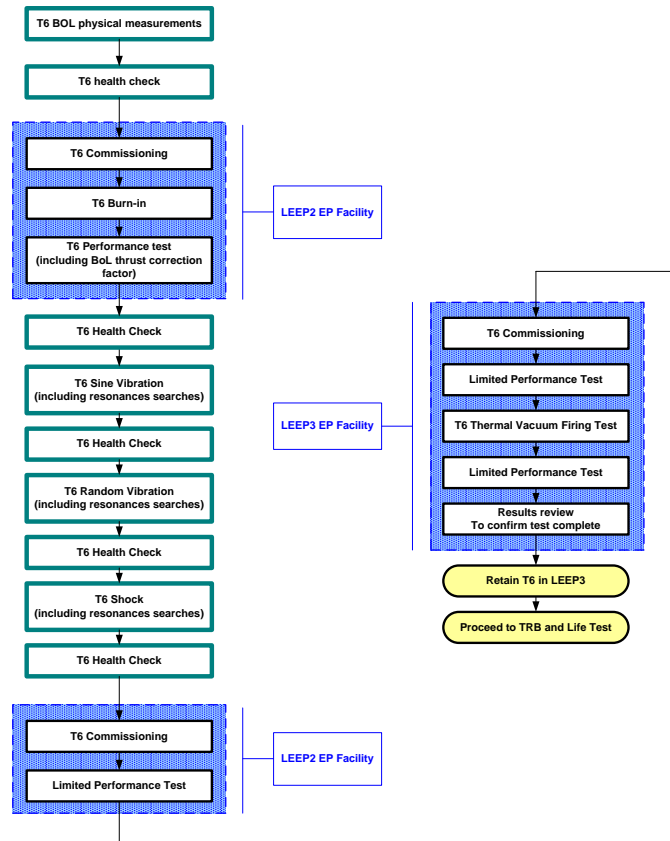 T6 BOL physical measurements
T6 health check
T6 Commissioning
T6 Burn-in
T6 Performance test
(including BoL thrust correction
factor)
LEEP2 EP Facility
T6 Health Check
T6 Sine Vibration
(including resonances searches)
T6 Health Check
T6 Random Vibration
(including resonances searches)
T6 Health Check
T6 Shock
(including resonances searches)
T6 Health Check
T6 Commissioning
Limited Performance Test
LEEP2 EP Facility
T6 Commissioning
Limited Performance Test
T6 Thermal Vacuum Firing Test
Limited Performance Test
Results review
To confirm test complete
LEEP3 EP Facility
Retain T6 in LEEP3
Proceed to TRB and Life Test